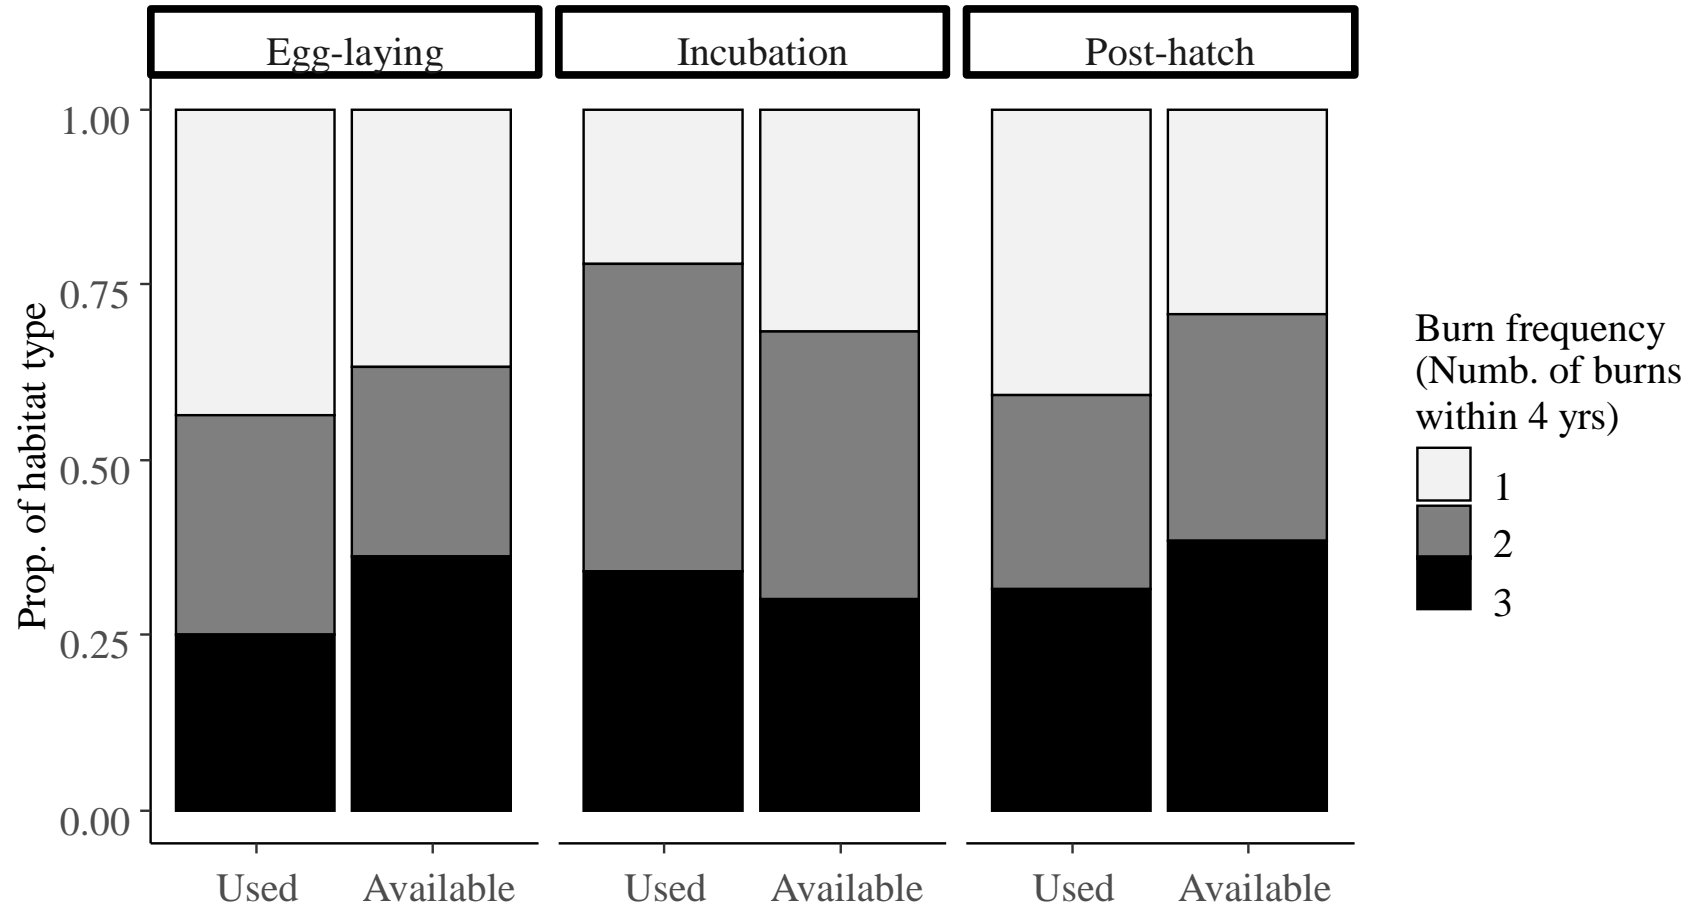 Egg-laying
Incubation
Post-hatch
Prop. of habitat type
1.00
0.75
0.50
0.25
0.00
Used
Available
Used
Available
Used
Available
Burn frequency
(Numb. of burns
within 4 yrs)
1
2
3